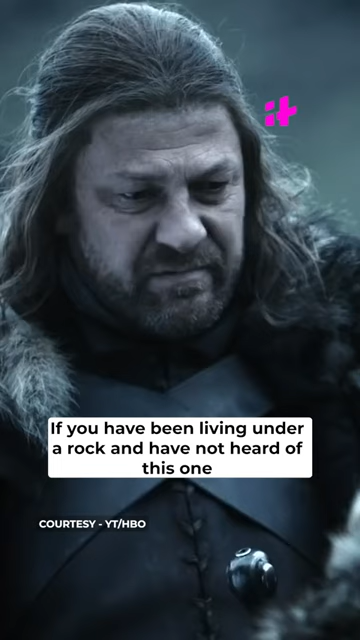 If you have been living under
a rock and have not heard of
this one
COURTESY - YT/HBO